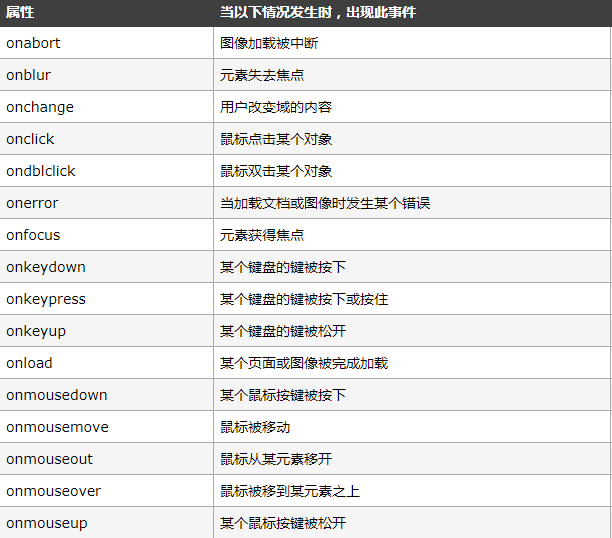 属性 当以下情况发生时，出现此事件
onabort 图像加载被中断
onblur 元素失去焦点
onchange 用户改变域的内容
onclick 鼠标点击某个对象
ondblclick 鼠标双击某个对象
onerror 当加载文档或图像时发生某个错误
onfocus 元素获得焦点
onkeydown 某个键盘的键被按下
onkeypress 某个键盘的键被按下或按住
onkeyup 某个键盘的键被松开
onload 某个页面或图像被完成加载
onmousedown 某个鼠标按键被按下
onmousemove 鼠标被移动
onmouseout 鼠标从某元素移开
onmouseover 鼠标被移到某元素之上
onmouseup 某个鼠标按键被松开